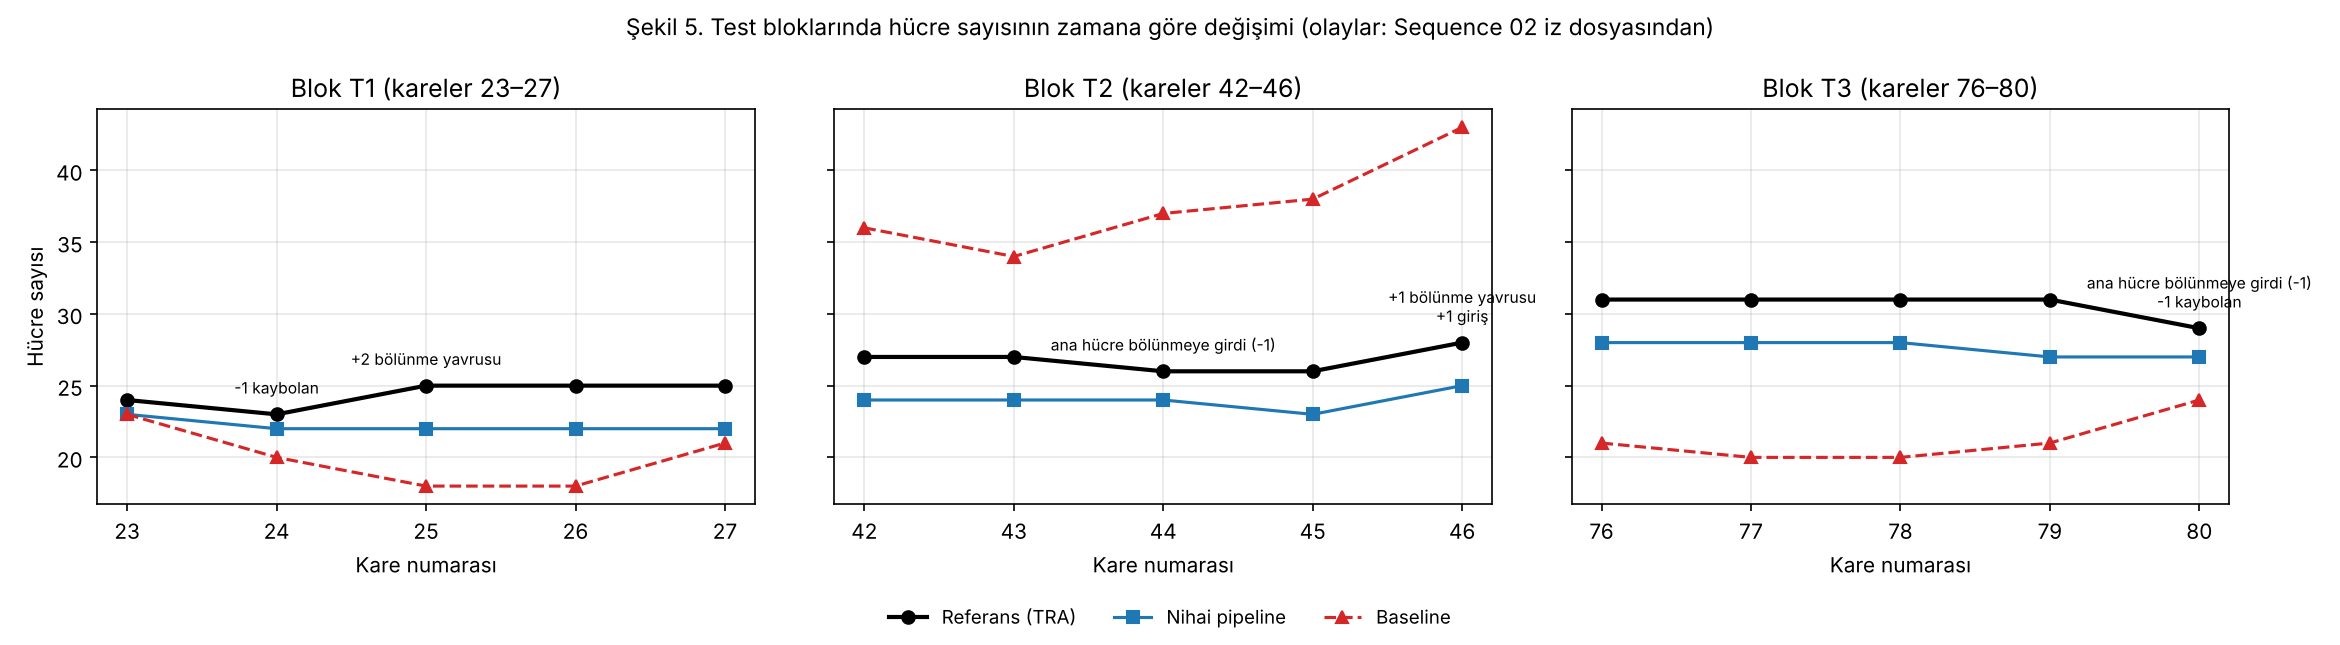 Şekil 5. Test bloklarında hücre sayısının zamana göre değişimi (olaylar: Sequence 02 iz dosyasından)
Blok T1 (kareler 23–27)
Hücre sayısı
40
35
30
25
20
-1 kaybolan
+2 bölünme yavrusu
23 24 25 26 27
Kare numarası
Blok T2 (kareler 42–46)
ana hücre bölünmeye girdi (-1)
+1 bölünme yavrusu
+1 giriş
42 43 44 45 46
Kare numarası
Blok T3 (kareler 76–80)
ana hücre bölünmeye girdi (-1)
-1 kaybolan
76 77 78 79 80
Kare numarası
Referans (TRA) Nihai pipeline Baseline